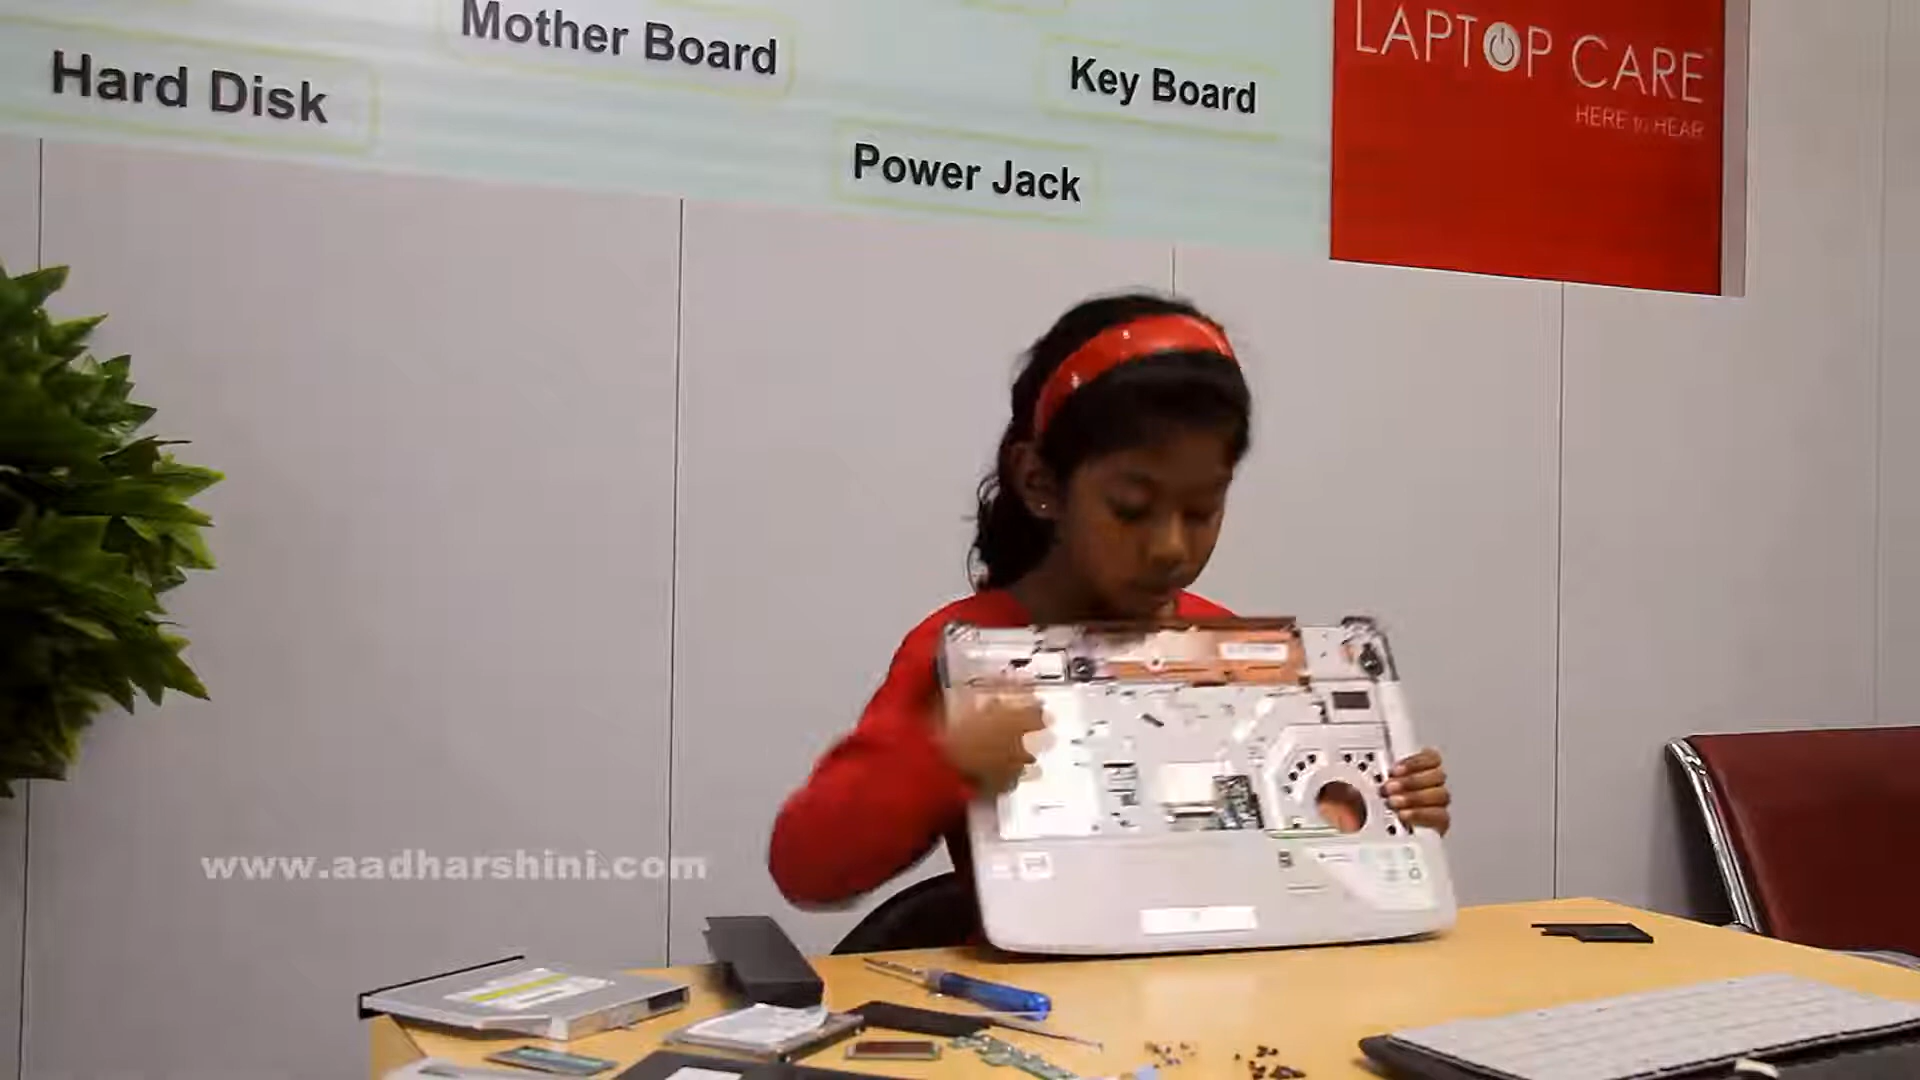 Mother Board
Hard Disk
Key Board
Power Jack
LAPTOP CARE
HERE to HEAR
www.aadharshini.com